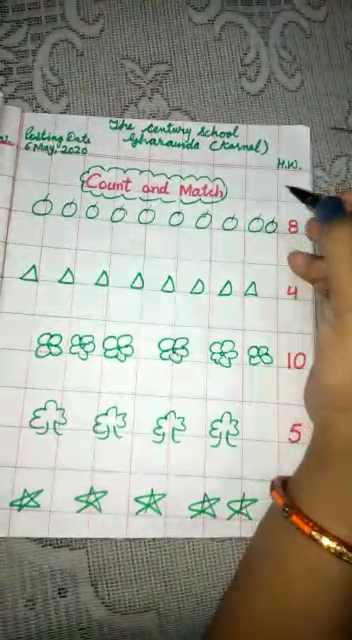 The Century School
Posting Date
Gharaunda (Karnal)
6 May, 2020
H.W.
Count and Match
8
4
10
5